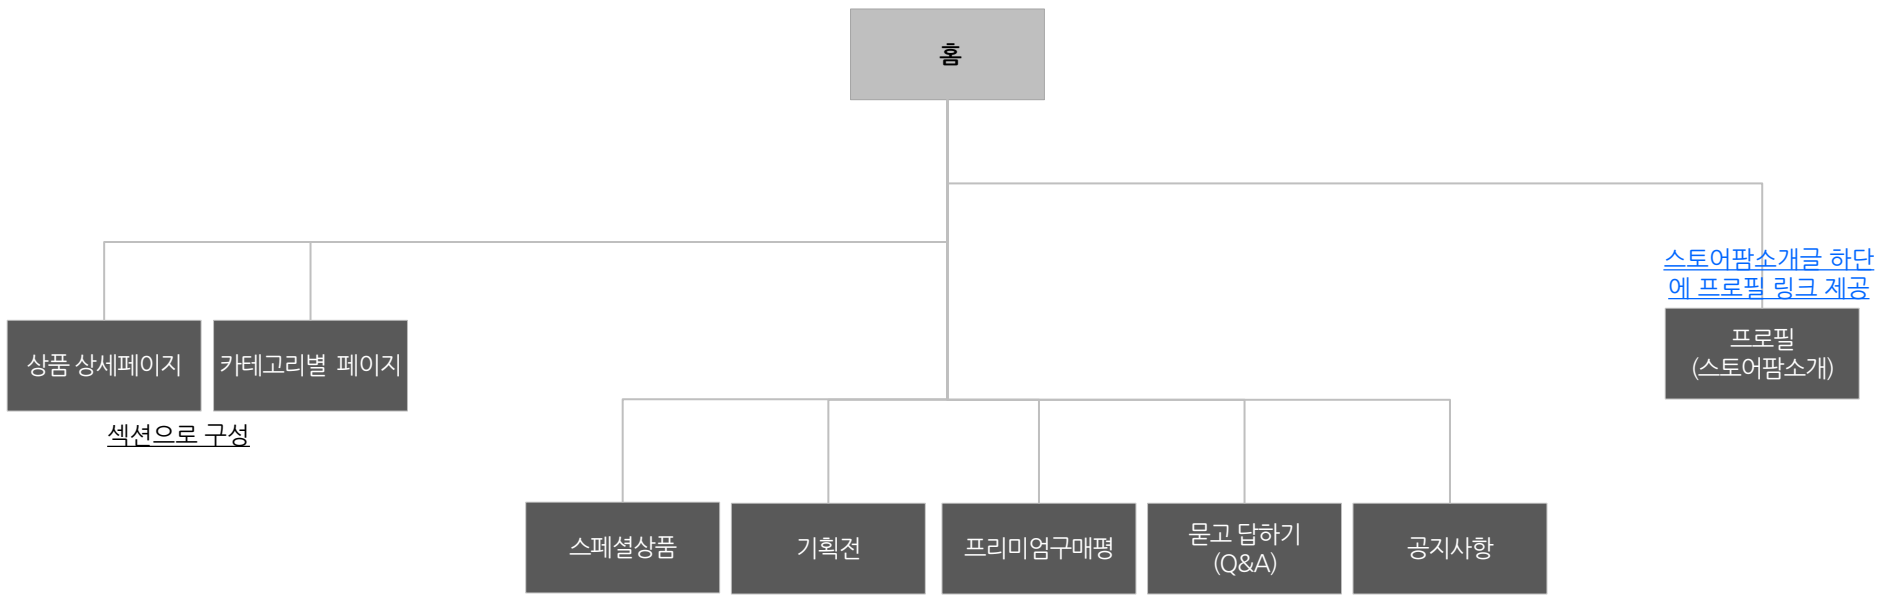 홈
스토어팜소개글 하단
에 프로필 링크 제공
프로필
(스토어팜소개)
상품 상세페이지
카테고리별 페이지
섹션으로 구성
스페셜상품
기획전
프리미엄구매평
묻고 답하기
(Q&A)
공지사항